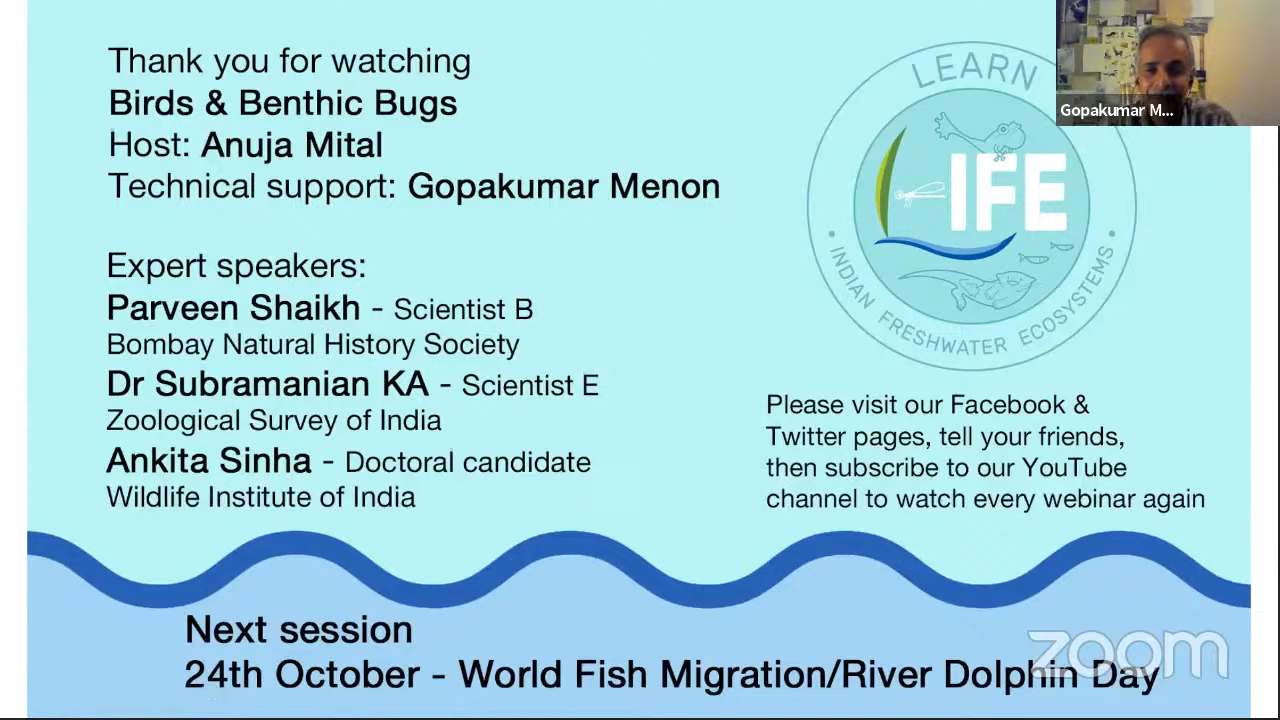 Thank you for watching
Birds & Benthic Bugs
Host: Anuja Mital
Technical support: Gopakumar Menon
Expert speakers:
Parveen Shaikh - Scientist B
Bombay Natural History Society
Dr Subramanian KA - Scientist E
Zoological Survey of India
Ankita Sinha - Doctoral candidate
Wildlife Institute of India
LEARN
IFE
• INDIAN FRESHWATER ECOSYSTEMS •
Gopakumar M...
Please visit our Facebook &
Twitter pages, tell your friends,
then subscribe to our YouTube
channel to watch every webinar again
Next session
24th October - World Fish Migration/River Dolphin Day
zoom